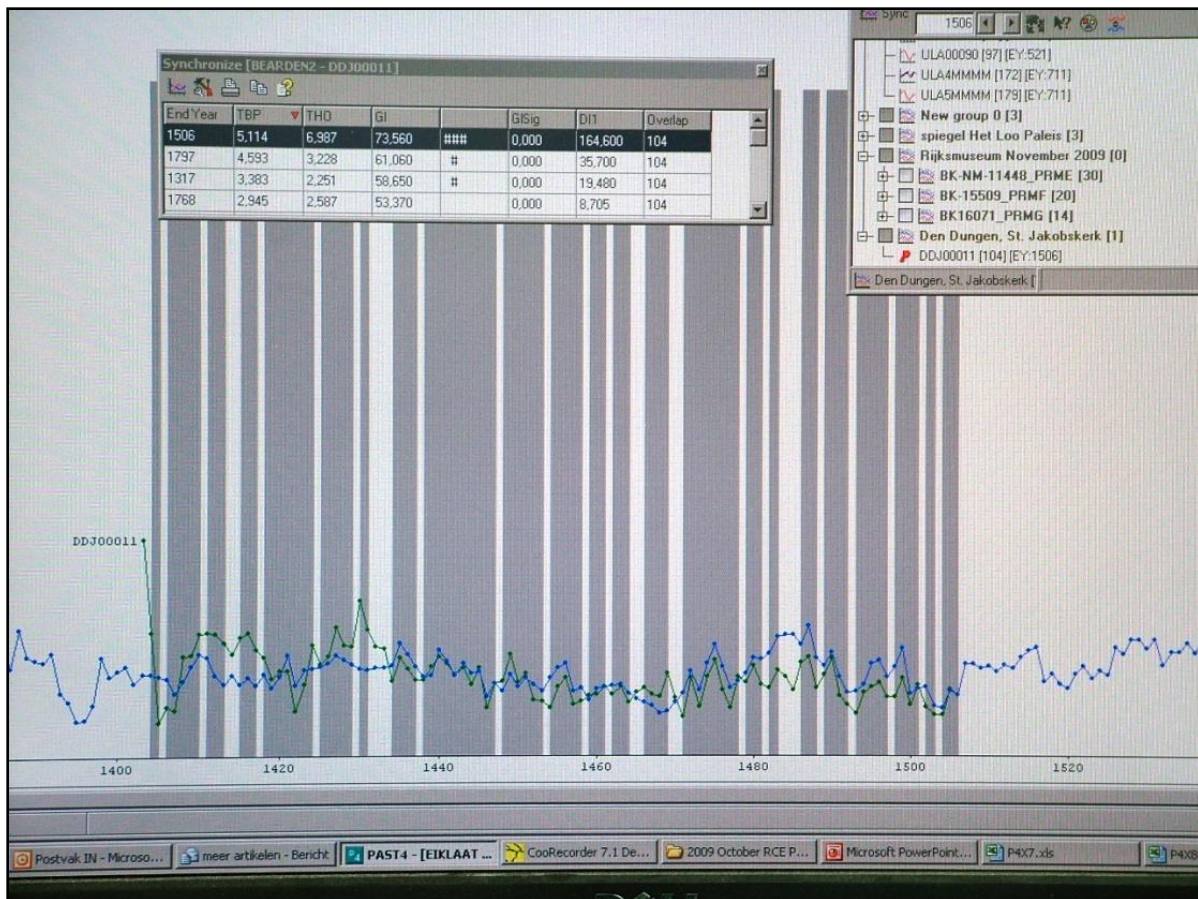 Sync 1506
ULA00090 [97] [EY:521]
ULA4MMMM [172] [EY:711]
ULA5MMMM [179] [EY:711]
New group 0 [3]
spiegel Het Loo Paleis [3]
Rijksmuseum November 2009 [0]
BK-NM-11448_PRME [30]
BK-15509_PRMF [20]
BK16071_PRMG [14]
Den Dungen, St. Jakobskerk [1]
DDJ00011 [104] [EY:1506]
Den Dungen, St. Jakobskerk [
Synchronize [BEARDEN2 - DDJ00011]
End Year TBP THO Gl GlSig DI1 Overlap
1506 5,114 6,987 73,560 ### 0,000 164,600 104
1797 4,593 3,228 61,060 # 0,000 35,700 104
1317 3,383 2,251 58,650 # 0,000 19,480 104
1768 2,945 2,587 53,370 0,000 8,705 104
DDJ00011
1400 1420 1440 1460 1480 1500 1520
Postvak IN - Microso... meer artikelen - Bericht PAST4 - [EIKLAAT ... CooRecorder 7.1 De... 2009 October RCE P... Microsoft PowerPoint... P4X7.xls P4X8